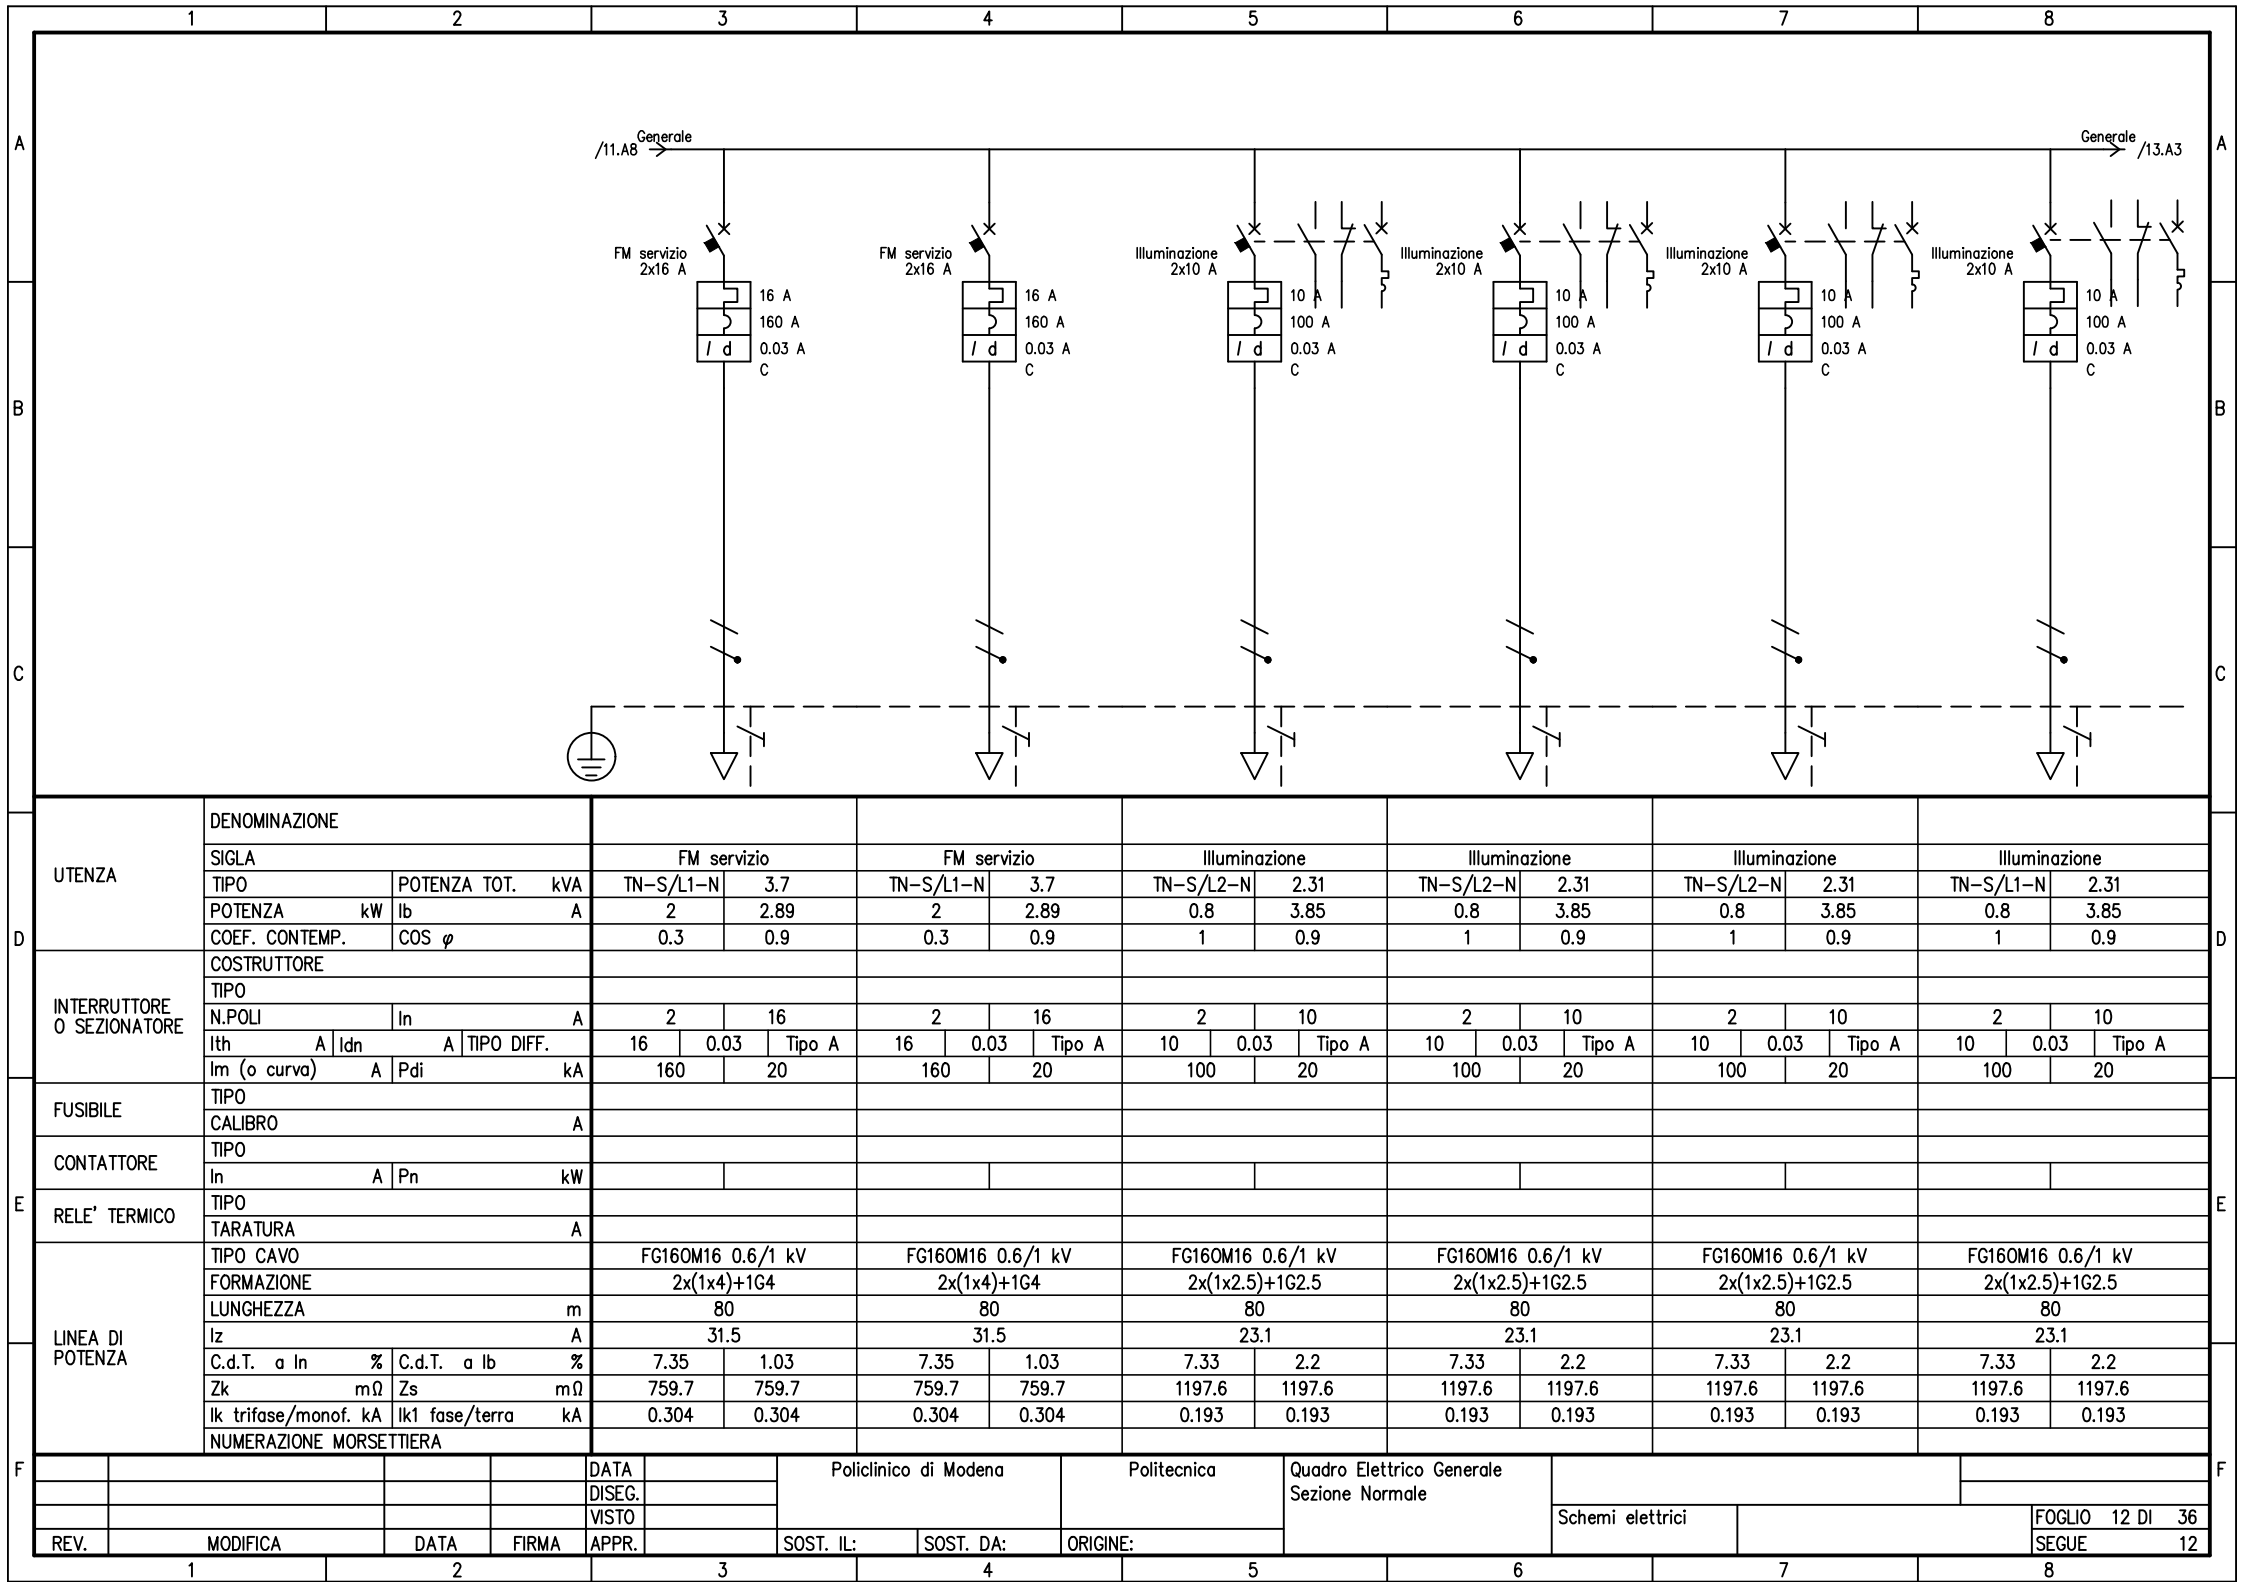 1 2 3 4 5 6 7 8
A A
Generale Generale
/11.A8 /13.A3
FM servizio 2x16 A
16 A
160 A
I d 0.03 A
C
FM servizio 2x16 A
16 A
160 A
I d 0.03 A
C
Illuminazione 2x10 A
10 A
100 A
I d 0.03 A
C
Illuminazione 2x10 A
10 A
100 A
I d 0.03 A
C
Illuminazione 2x10 A
10 A
100 A
I d 0.03 A
C
Illuminazione 2x10 A
10 A
100 A
I d 0.03 A
C
B B
C C
UTENZA
DENOMINAZIONE
SIGLA FM servizio FM servizio Illuminazione Illuminazione Illuminazione Illuminazione
TIPO POTENZA TOT. kVA TN-S/L1-N 3.7 TN-S/L1-N 3.7 TN-S/L2-N 2.31 TN-S/L2-N 2.31 TN-S/L2-N 2.31 TN-S/L1-N 2.31
POTENZA kW Ib A 2 2.89 2 2.89 0.8 3.85 0.8 3.85 0.8 3.85 0.8 3.85
D COEF. CONTEMP. COS φ 0.3 0.9 0.3 0.9 1 0.9 1 0.9 1 0.9 1 0.9 D
INTERRUTTORE
O SEZIONATORE
COSTRUTTORE
TIPO
N.POLI In A 2 16 2 16 2 10 2 10 2 10 2 10
Ith A Idn A TIPO DIFF. 16 0.03 Tipo A 16 0.03 Tipo A 10 0.03 Tipo A 10 0.03 Tipo A 10 0.03 Tipo A 10 0.03 Tipo A
Im (o curva) A Pdi kA 160 20 160 20 100 20 100 20 100 20 100 20
FUSIBILE
TIPO
CALIBRO A
CONTATTORE
TIPO
In A Pn kW
E E
RELE' TERMICO
TIPO
TARATURA A
LINEA DI
POTENZA
TIPO CAVO FG16OM16 0.6/1 kV FG16OM16 0.6/1 kV FG16OM16 0.6/1 kV FG16OM16 0.6/1 kV FG16OM16 0.6/1 kV FG16OM16 0.6/1 kV
FORMAZIONE 2x(1x4)+1G4 2x(1x4)+1G4 2x(1x2.5)+1G2.5 2x(1x2.5)+1G2.5 2x(1x2.5)+1G2.5 2x(1x2.5)+1G2.5
LUNGHEZZA m 80 80 80 80 80 80
Iz A 31.5 31.5 23.1 23.1 23.1 23.1
C.d.T. a In % C.d.T. a Ib % 7.35 1.03 7.35 1.03 7.33 2.2 7.33 2.2 7.33 2.2 7.33 2.2
Zk mΩ Zs mΩ 759.7 759.7 759.7 759.7 1197.6 1197.6 1197.6 1197.6 1197.6 1197.6 1197.6 1197.6
Ik trifase/monof. kA Ik1 fase/terra kA 0.304 0.304 0.304 0.304 0.193 0.193 0.193 0.193 0.193 0.193 0.193 0.193
NUMERAZIONE MORSETTIERA
F F
DATA Policlinico di Modena Politecnica Quadro Elettrico Generale
DISEG. Sezione Normale
VISTO Schemi elettrici FOGLIO 12 DI 36
REV. MODIFICA DATA FIRMA APPR. SOST. IL: SOST. DA: ORIGINE: SEGUE 12
1 2 3 4 5 6 7 8